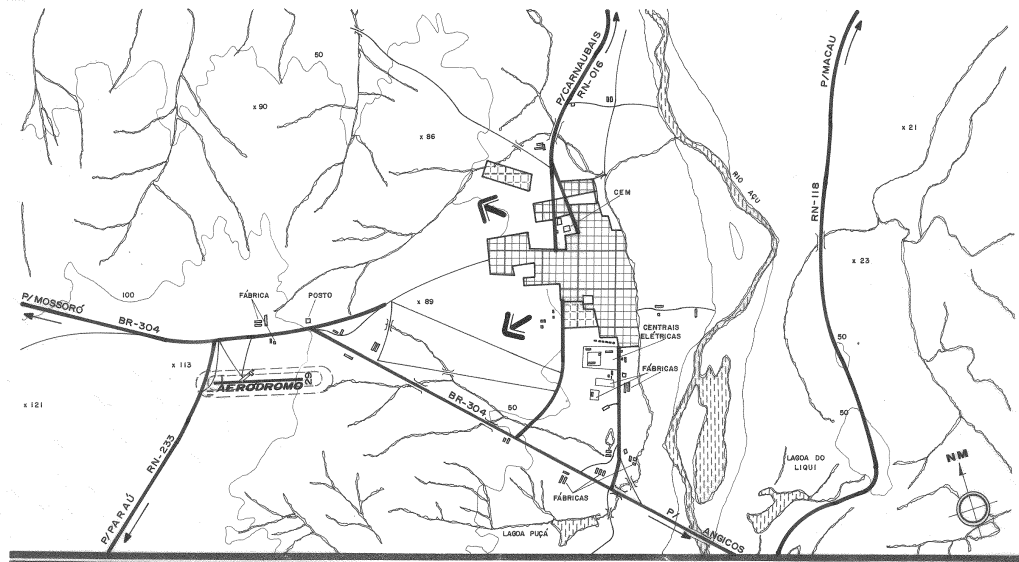 50
P/CARNAUBAIS
RN-016
P/MACAU
x 90
x 86
x 21
RIO AÇU
CEM
RN-118
x 23
100
P/MOSSORÓ
FÁBRICA
POSTO
x 89
BR-304
CENTRAIS
ELÉTRICAS
50
x 113
AERÓDROMO
29
FÁBRICAS
x 121
BR-304
50
50
RN-233
LAGOA DO
LIQUI
NM
FÁBRICAS
P/PARAÚ
LAGOA PUÇÁ
P/ ANGICOS